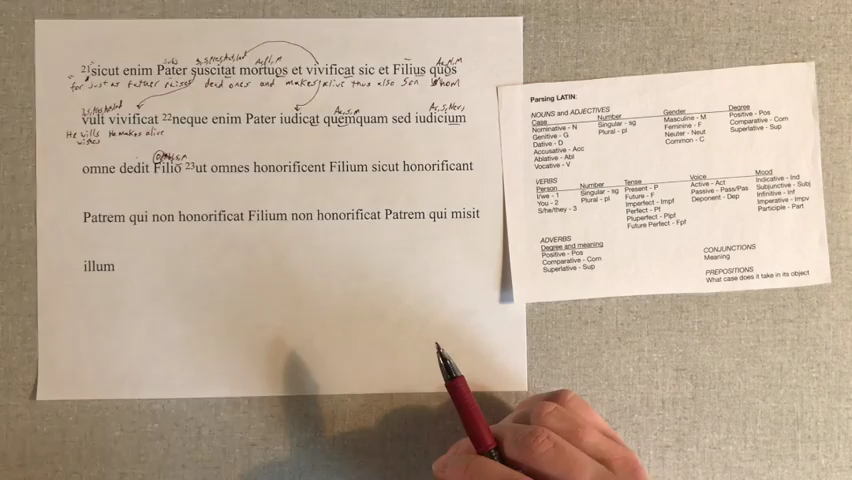 21sicut enim Pater suscitat mortuos et vivificat sic et Filius quos
for just as Father raises dead ones and makes alive thus also Son whom
vult vivificat 22neque enim Pater iudicat quemquam sed iudicium
He wills He makes alive
wishes
omne dedit Filio 23ut omnes honorificent Filium sicut honorificant
Patrem qui non honorificat Filium non honorificat Patrem qui misit
illum
Parsing LATIN:
NOUNS and ADJECTIVES
Case Number Gender Degree
Nominative - N Singular - sg Masculine - M Positive - Pos
Genitive - G Plural - pl Feminine - F Comparative - Com
Dative - D Neuter - Neut Superlative - Sup
Accusative - Acc Common - C
Ablative - Abl
Vocative - V
VERBS
Person Number Tense Voice Mood
I/we - 1 Singular - sg Present - P Active - Act Indicative - Ind
You - 2 Plural - pl Future - F Passive - Pass/Pas Subjunctive - Subj
S/he/they - 3 Imperfect - Impf Deponent - Dep Infinitive - Inf
Perfect - Pf Imperative - Impv
Pluperfect - Plpf Participle - Part
Future Perfect - Fpf
ADVERBS
Degree and meaning
Positive - Pos
Comparative - Com
Superlative - Sup
CONJUNCTIONS
Meaning
PREPOSITIONS
What case does it take in its object